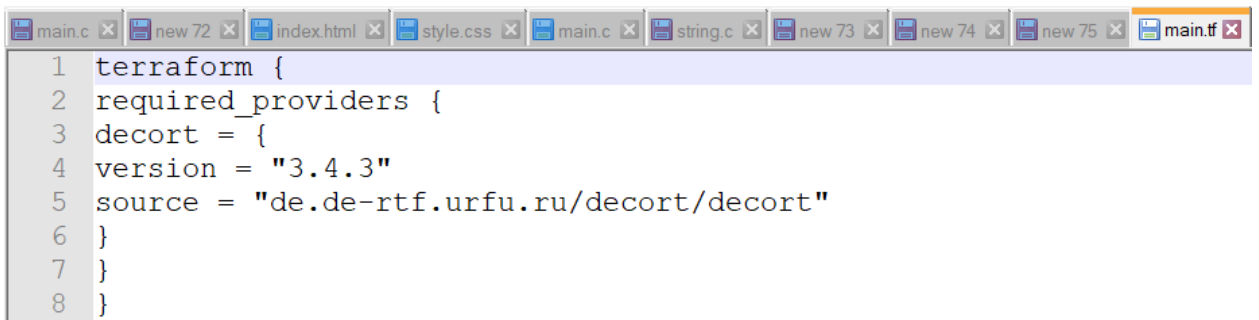 main.c new 72 index.html style.css main.c string.c new 73 new 74 new 75 main.tf
1 terraform {
2 required_providers {
3 decort = {
4 version = "3.4.3"
5 source = "de.de-rtf.urfu.ru/decort/decort"
6 }
7 }
8 }